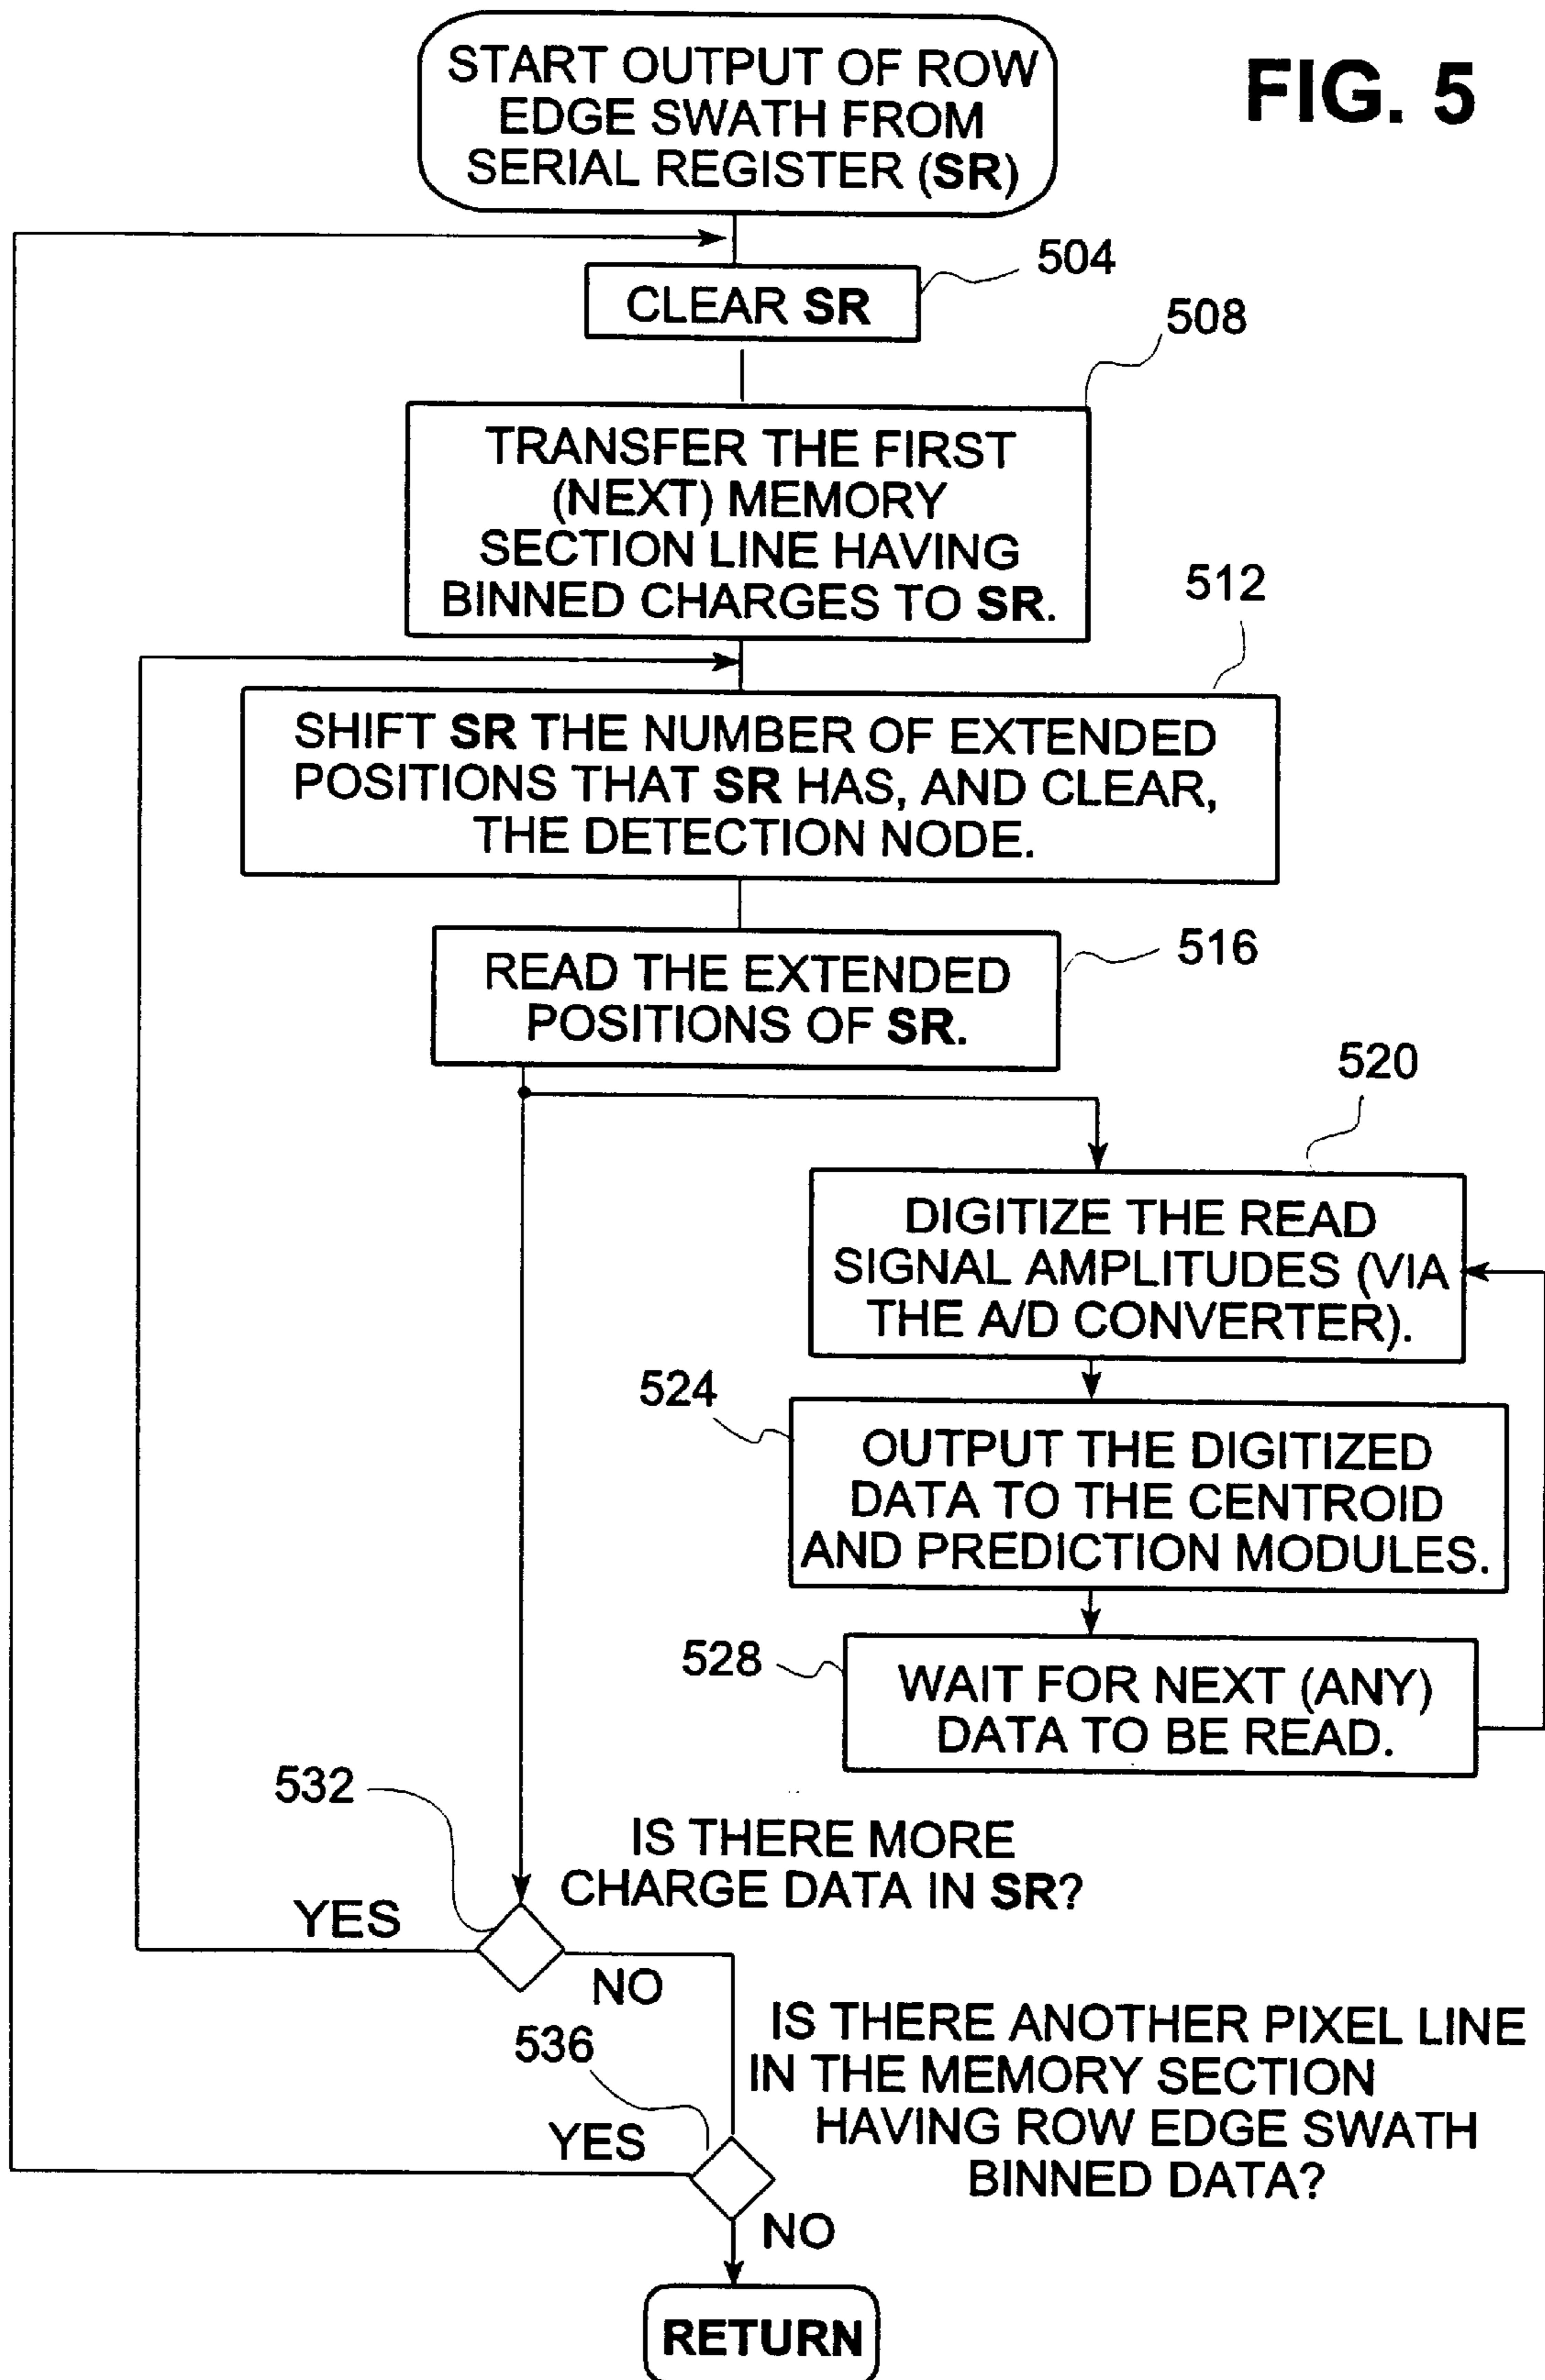 START OUTPUT OF ROW
EDGE SWATH FROM
SERIAL REGISTER (SR)
FIG. 5
504
CLEAR SR
508
TRANSFER THE FIRST
(NEXT) MEMORY
SECTION LINE HAVING
BINNED CHARGES TO SR.
512
SHIFT SR THE NUMBER OF EXTENDED
POSITIONS THAT SR HAS, AND CLEAR,
THE DETECTION NODE.
516
READ THE EXTENDED
POSITIONS OF SR.
520
DIGITIZE THE READ
SIGNAL AMPLITUDES (VIA
THE A/D CONVERTER).
524
OUTPUT THE DIGITIZED
DATA TO THE CENTROID
AND PREDICTION MODULES.
528
WAIT FOR NEXT (ANY)
DATA TO BE READ.
532
IS THERE MORE
CHARGE DATA IN SR?
YES
NO
536
IS THERE ANOTHER PIXEL LINE
IN THE MEMORY SECTION
HAVING ROW EDGE SWATH
BINNED DATA?
YES
NO
RETURN